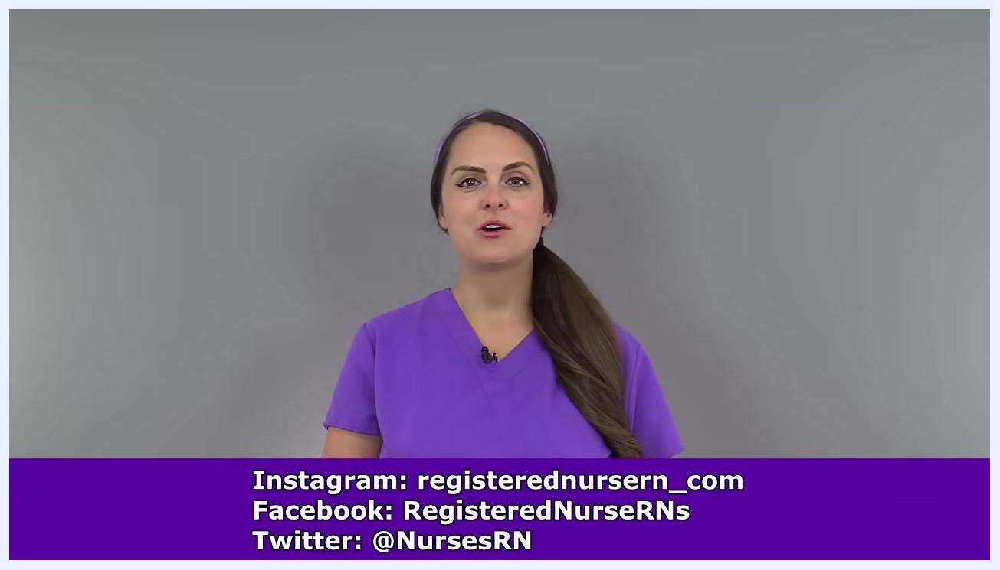 Instagram: registerednursern_com
Facebook: RegisteredNurseRNs
Twitter: @NursesRN